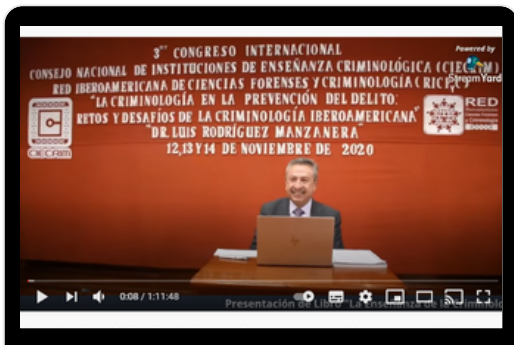 Powered by
StreamYard
3er CONGRESO INTERNACIONAL
CONSEJO NACIONAL DE INSTITUCIONES DE ENSEÑANZA CRIMINOLÓGICA (CIECRIM)
RED IBEROAMERICANA DE CIENCIAS FORENSES Y CRIMINOLOGÍA
"LA CRIMINOLOGÍA EN LA PREVENCIÓN DEL DELITO:
RETOS Y DESAFÍOS DE LA CRIMINOLOGÍA IBEROAMERICANA"
"DR. LUIS RODRÍGUEZ MANZANERA"
12,13 Y 14 DE NOVIEMBRE DE 2020
CIECRIM
RED
0:08 / 1:11:48
Presentación de Libro "La Enseñanza de la Criminolo